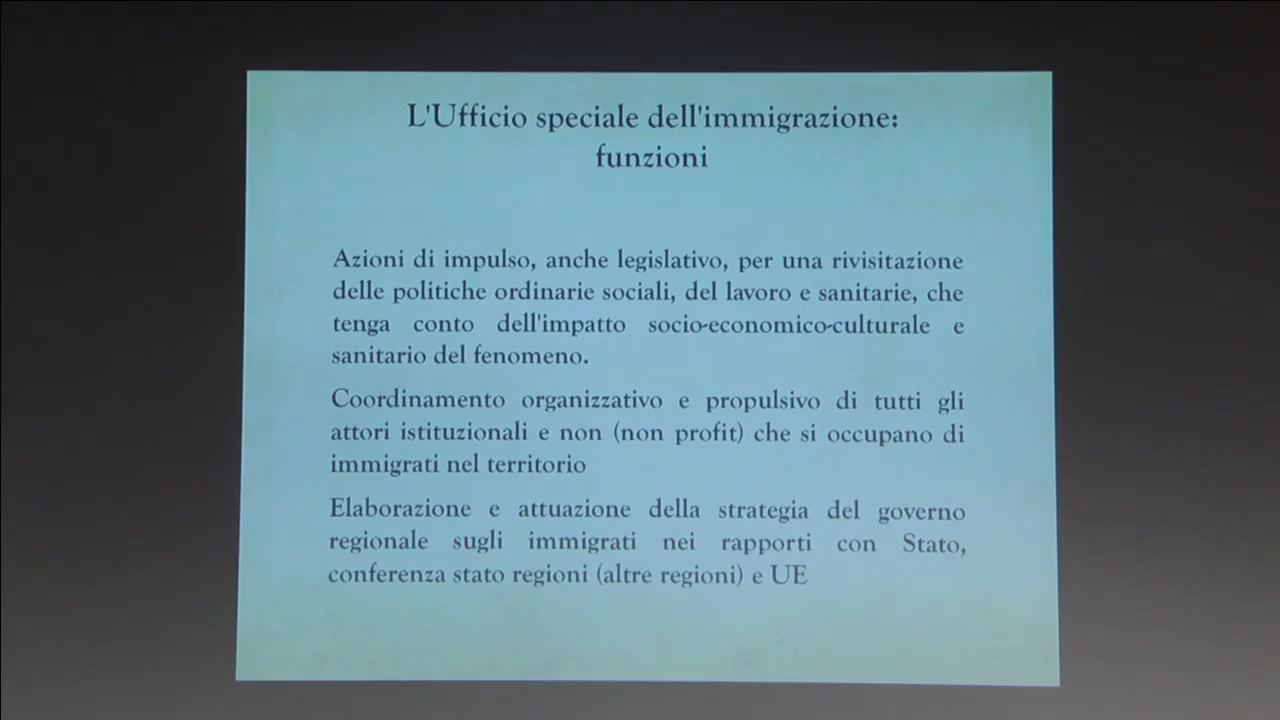 L'Ufficio speciale dell'immigrazione:
funzioni
Azioni di impulso, anche legislativo, per una rivisitazione
delle politiche ordinarie sociali, del lavoro e sanitarie, che
tenga conto dell'impatto socio-economico-culturale e
sanitario del fenomeno.
Coordinamento organizzativo e propulsivo di tutti gli
attori istituzionali e non (non profit) che si occupano di
immigrati nel territorio
Elaborazione e attuazione della strategia del governo
regionale sugli immigrati nei rapporti con Stato,
conferenza stato regioni (altre regioni) e UE